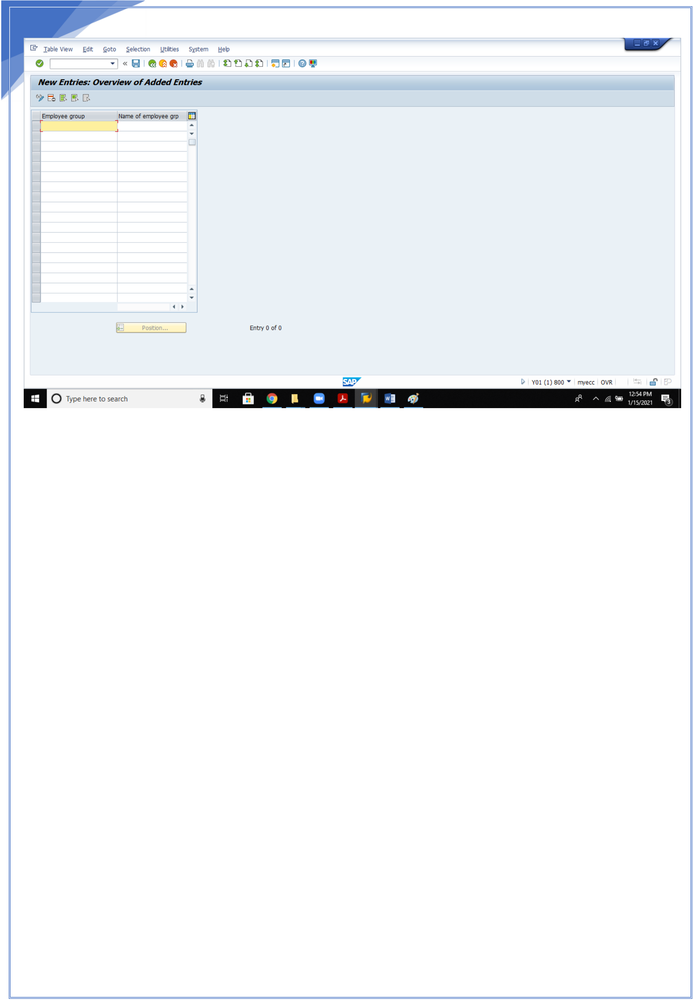 Table View Edit Goto Selection Utilities System Help
New Entries: Overview of Added Entries
Employee group Name of employee grp
Position... Entry 0 of 0
SAP Y01 (1) 800 myecc OVR
Type here to search 12:54 PM
1/15/2021 3